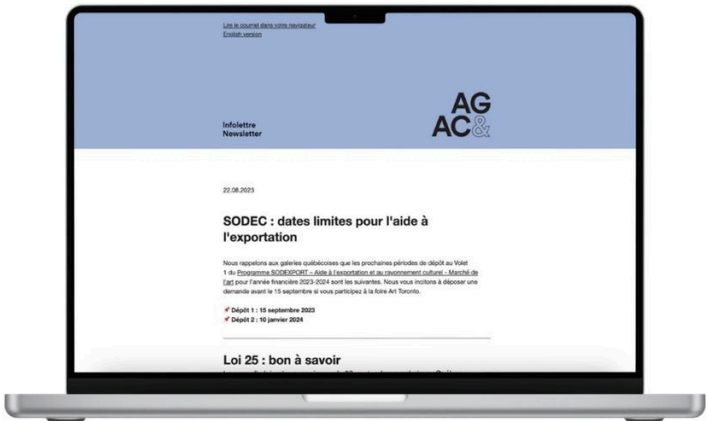 Lire le courriel dans votre navigateur
English version
AG
AC&
Infolettre
Newsletter
22.08.2023
SODEC : dates limites pour l'aide à
l'exportation
Nous rappelons aux galeries québécoises que les prochaines périodes de dépôt au Volet
1 du Programme SODEXPORT – Aide à l'exportation et au rayonnement culturel - Marché de
l'art pour l'année financière 2023-2024 sont les suivantes. Nous vous incitons à déposer une
demande avant le 15 septembre si vous participez à la foire Art Toronto.
Dépôt 1 : 15 septembre 2023
Dépôt 2 : 10 janvier 2024
Loi 25 : bon à savoir